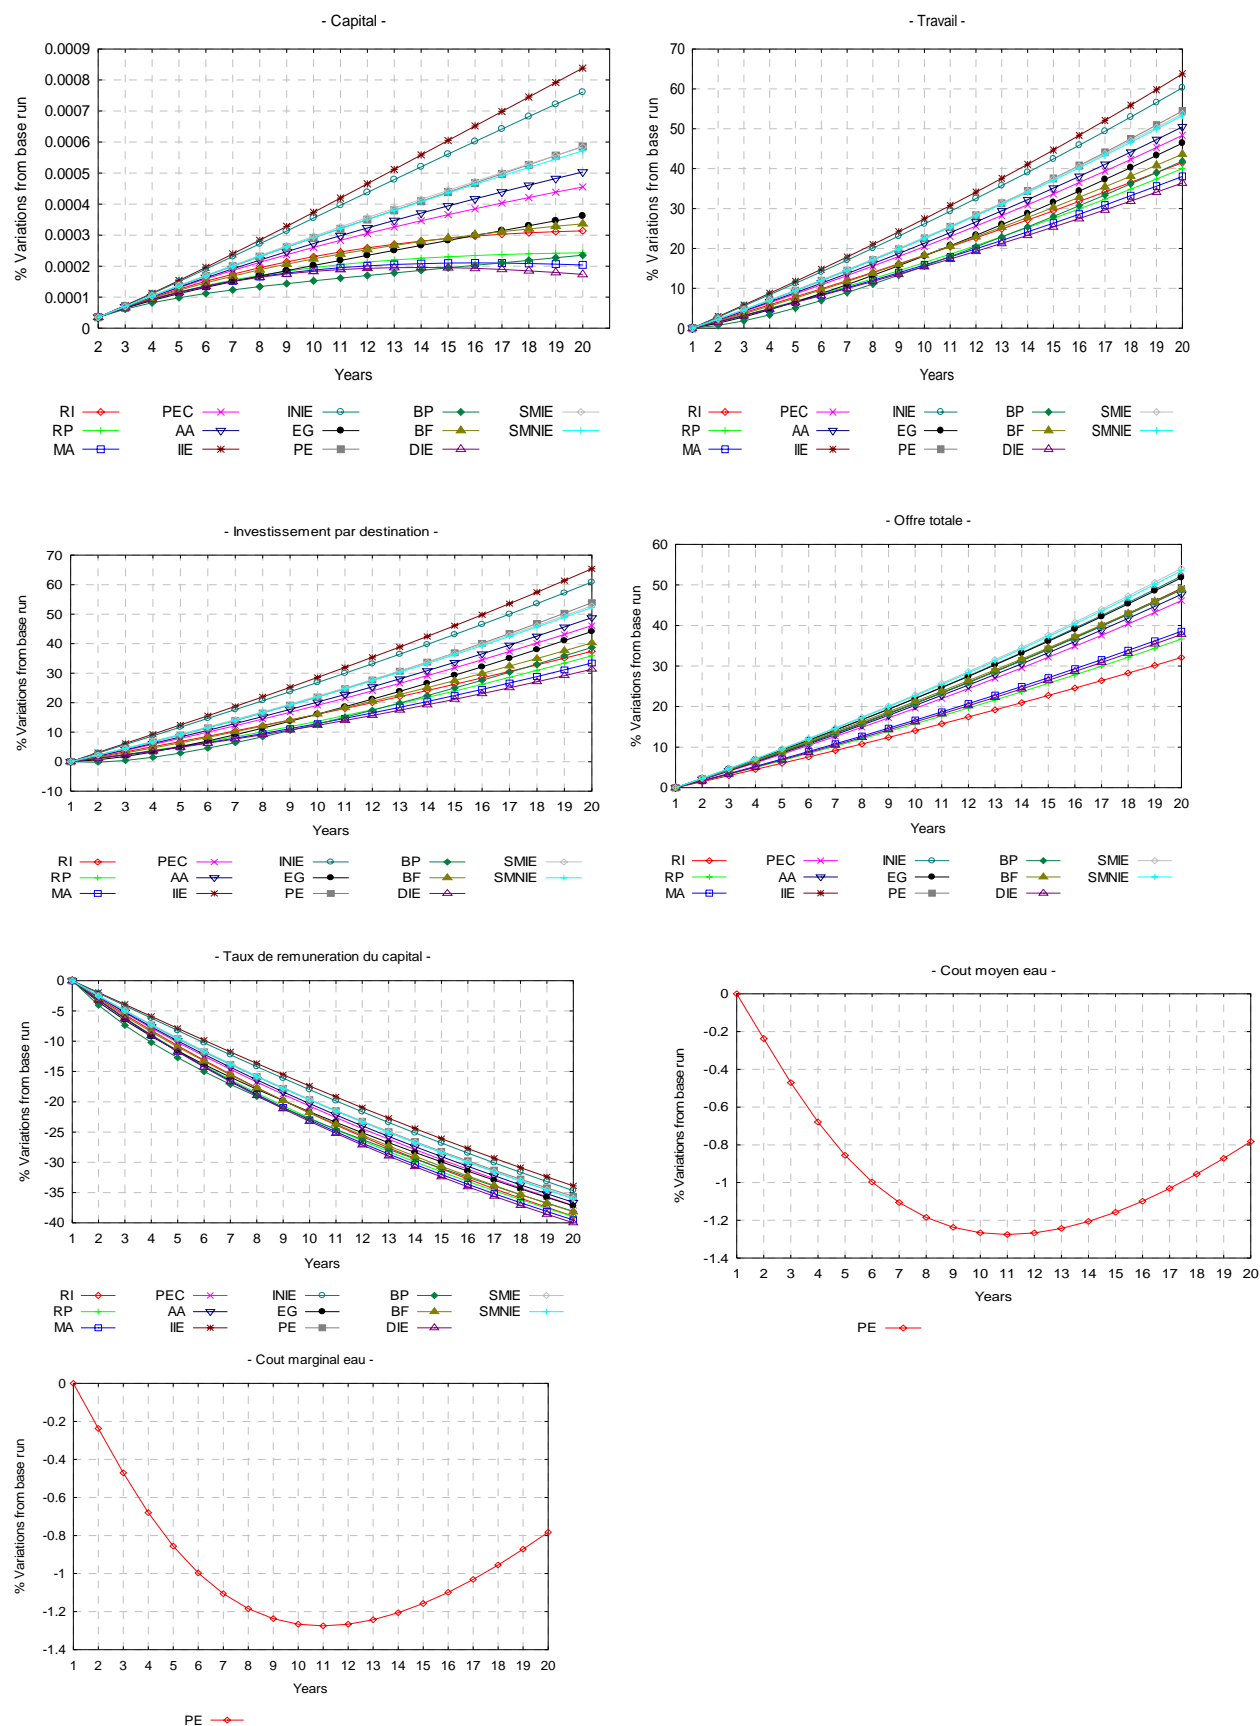 - Capital -
% Variations from base run
0.0009
0.0008
0.0007
0.0006
0.0005
0.0004
0.0003
0.0002
0.0001
0
2 3 4 5 6 7 8 9 10 11 12 13 14 15 16 17 18 19 20
Years
RI PEC INIE BP SMIE
RP AA EG BF SMNIE
MA IIE PE DIE
- Travail -
% Variations from base run
70
60
50
40
30
20
10
0
1 2 3 4 5 6 7 8 9 10 11 12 13 14 15 16 17 18 19 20
Years
RI PEC INIE BP SMIE
RP AA EG BF SMNIE
MA IIE PE DIE
- Investissement par destination -
% Variations from base run
70
60
50
40
30
20
10
0
-10
1 2 3 4 5 6 7 8 9 10 11 12 13 14 15 16 17 18 19 20
Years
RI PEC INIE BP SMIE
RP AA EG BF SMNIE
MA IIE PE DIE
- Offre totale -
% Variations from base run
60
50
40
30
20
10
0
1 2 3 4 5 6 7 8 9 10 11 12 13 14 15 16 17 18 19 20
Years
RI PEC INIE BP SMIE
RP AA EG BF SMNIE
MA IIE PE DIE
- Taux de remuneration du capital -
% Variations from base run
0
-5
-10
-15
-20
-25
-30
-35
-40
1 2 3 4 5 6 7 8 9 10 11 12 13 14 15 16 17 18 19 20
Years
RI PEC INIE BP SMIE
RP AA EG BF SMNIE
MA IIE PE DIE
- Cout moyen eau -
% Variations from base run
0
-0.2
-0.4
-0.6
-0.8
-1
-1.2
-1.4
1 2 3 4 5 6 7 8 9 10 11 12 13 14 15 16 17 18 19 20
Years
PE
- Cout marginal eau -
% Variations from base run
0
-0.2
-0.4
-0.6
-0.8
-1
-1.2
-1.4
1 2 3 4 5 6 7 8 9 10 11 12 13 14 15 16 17 18 19 20
Years
PE